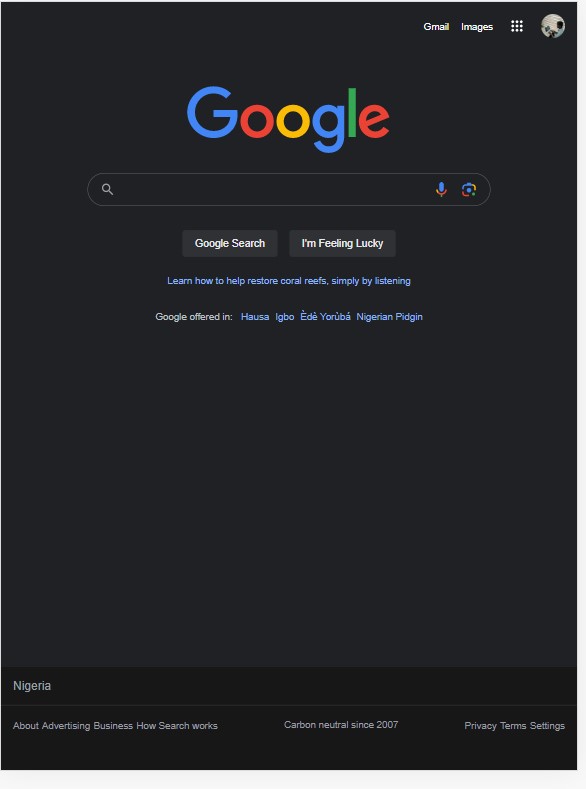 Gmail Images
Google
Google Search I'm Feeling Lucky
Learn how to help restore coral reefs, simply by listening
Google offered in: Hausa Igbo Èdè Yorùbá Nigerian Pidgin
Nigeria
About Advertising Business How Search works Carbon neutral since 2007 Privacy Terms Settings